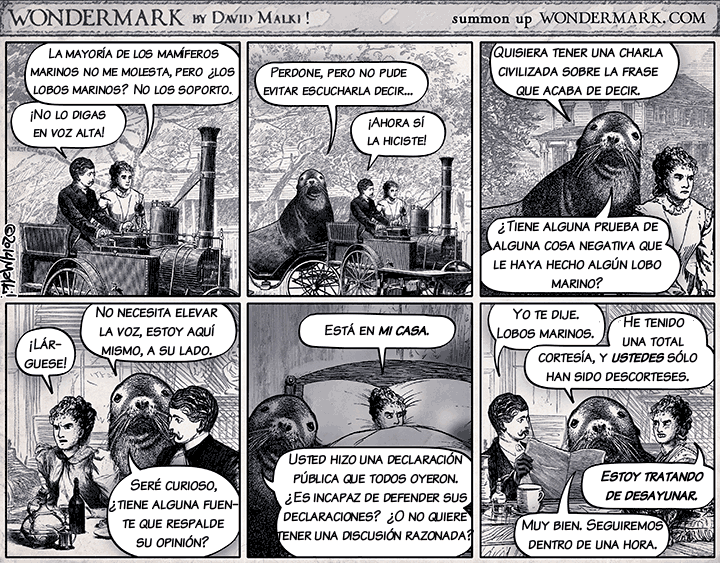 WONDERMARK BY DAVID MALKI !
summon up WONDERMARK.COM
LA MAYORÍA DE LOS MAMÍFEROS
MARINOS NO ME MOLESTA, PERO ¿LOS
LOBOS MARINOS? NO LOS SOPORTO.
¡NO LO DIGAS
EN VOZ ALTA!
©2014 MALKI
PERDONE, PERO NO PUDE
EVITAR ESCUCHARLA DECIR...
¡AHORA SÍ
LA HICISTE!
QUISIERA TENER UNA CHARLA
CIVILIZADA SOBRE LA FRASE
QUE ACABA DE DECIR.
¿TIENE ALGUNA PRUEBA DE
ALGUNA COSA NEGATIVA QUE
LE HAYA HECHO ALGÚN LOBO
MARINO?
¡LÁR-
GUESE!
NO NECESITA ELEVAR
LA VOZ, ESTOY AQUÍ
MISMO, A SU LADO.
SERÉ CURIOSO,
¿TIENE ALGUNA FUEN-
TE QUE RESPALDE
SU OPINIÓN?
ESTÁ EN MI CASA.
USTED HIZO UNA DECLARACIÓN
PÚBLICA QUE TODOS OYERON.
¿ES INCAPAZ DE DEFENDER SUS
DECLARACIONES? ¿O NO QUIERE
TENER UNA DISCUSIÓN RAZONADA?
YO TE DIJE.
LOBOS MARINOS.
HE TENIDO
UNA TOTAL
CORTESÍA, Y USTEDES SÓLO
HAN SIDO DESCORTESES.
ESTOY TRATANDO
DE DESAYUNAR.
MUY BIEN. SEGUIREMOS
DENTRO DE UNA HORA.